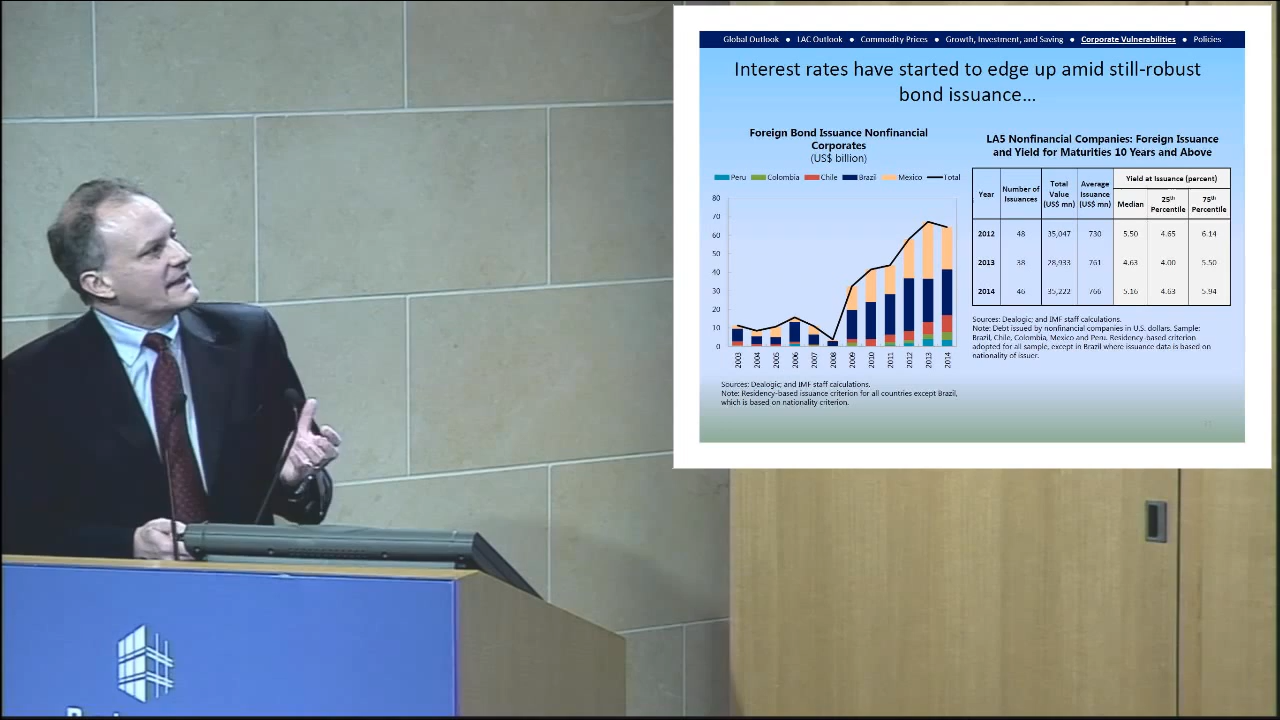 Global Outlook ● LAC Outlook ● Commodity Prices ● Growth, Investment, and Saving ● Corporate Vulnerabilities ● Policies
Interest rates have started to edge up amid still-robust
bond issuance…
Foreign Bond Issuance Nonfinancial
Corporates
(US$ billion)
Peru Colombia Chile Brazil Mexico Total
80
70
60
50
40
30
20
10
0
2003 2004 2005 2006 2007 2008 2009 2010 2011 2012 2013 2014
Sources: Dealogic; and IMF staff calculations.
Note: Residency-based issuance criterion for all countries except Brazil,
which is based on nationality criterion.
LA5 Nonfinancial Companies: Foreign Issuance
and Yield for Maturities 10 Years and Above
Year Number of Issuances Total Value (US$ mn) Average Issuance (US$ mn) Yield at Issuance (percent)
Median 25th Percentile 75th Percentile
2012 48 35,047 730 5.50 4.65 6.14
2013 38 28,933 761 4.63 4.00 5.50
2014 46 35,222 766 5.16 4.63 5.94
Sources: Dealogic; and IMF staff calculations.
Note: Debt issued by nonfinancial companies in U.S. dollars. Sample:
Brazil, Chile, Colombia, Mexico and Peru. Residency-based criterion
adopted for all sample, except in Brazil where issuance data is based on
nationality of issuer.